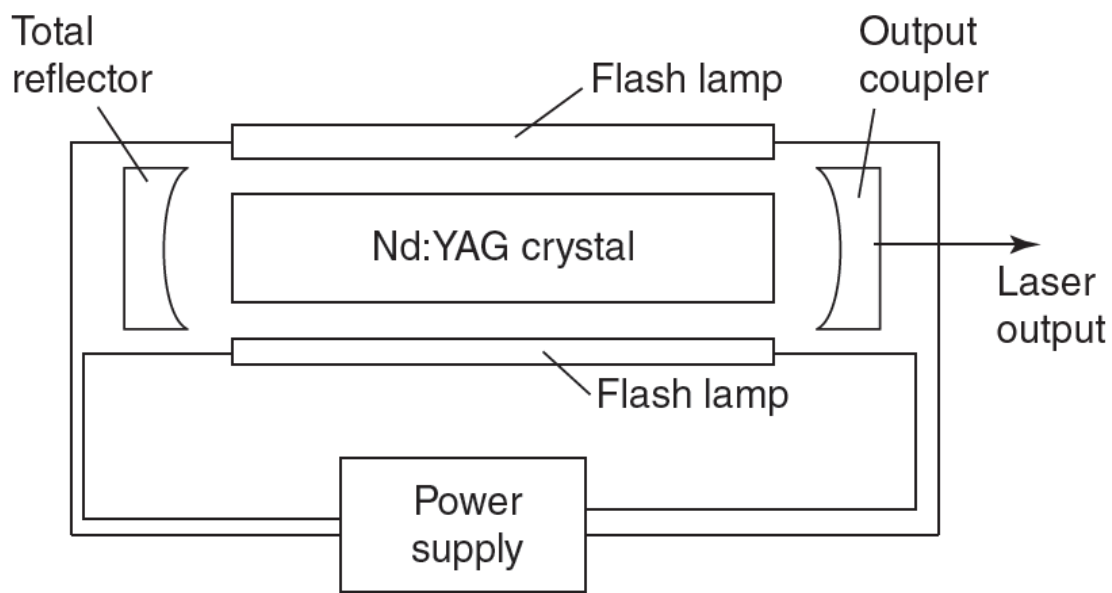 Total
reflector
Flash lamp
Output
coupler
Nd:YAG crystal
Laser
output
Flash lamp
Power
supply